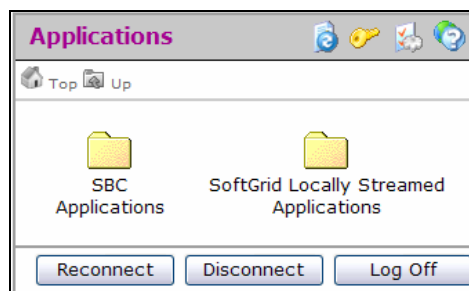 Applications
Top Up
SBC
Applications
SoftGrid Locally Streamed
Applications
Reconnect Disconnect Log Off